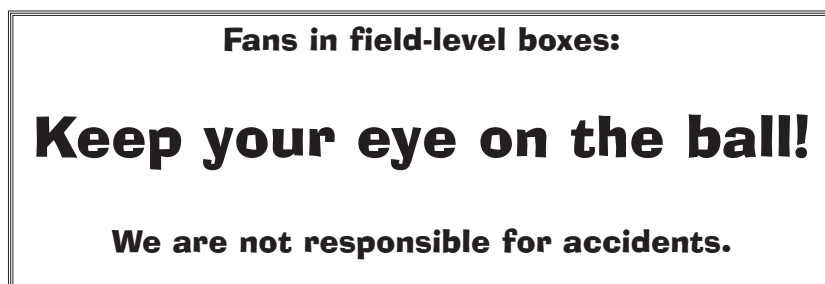 Fans in field-level boxes:
Keep your eye on the ball!
We are not responsible for accidents.